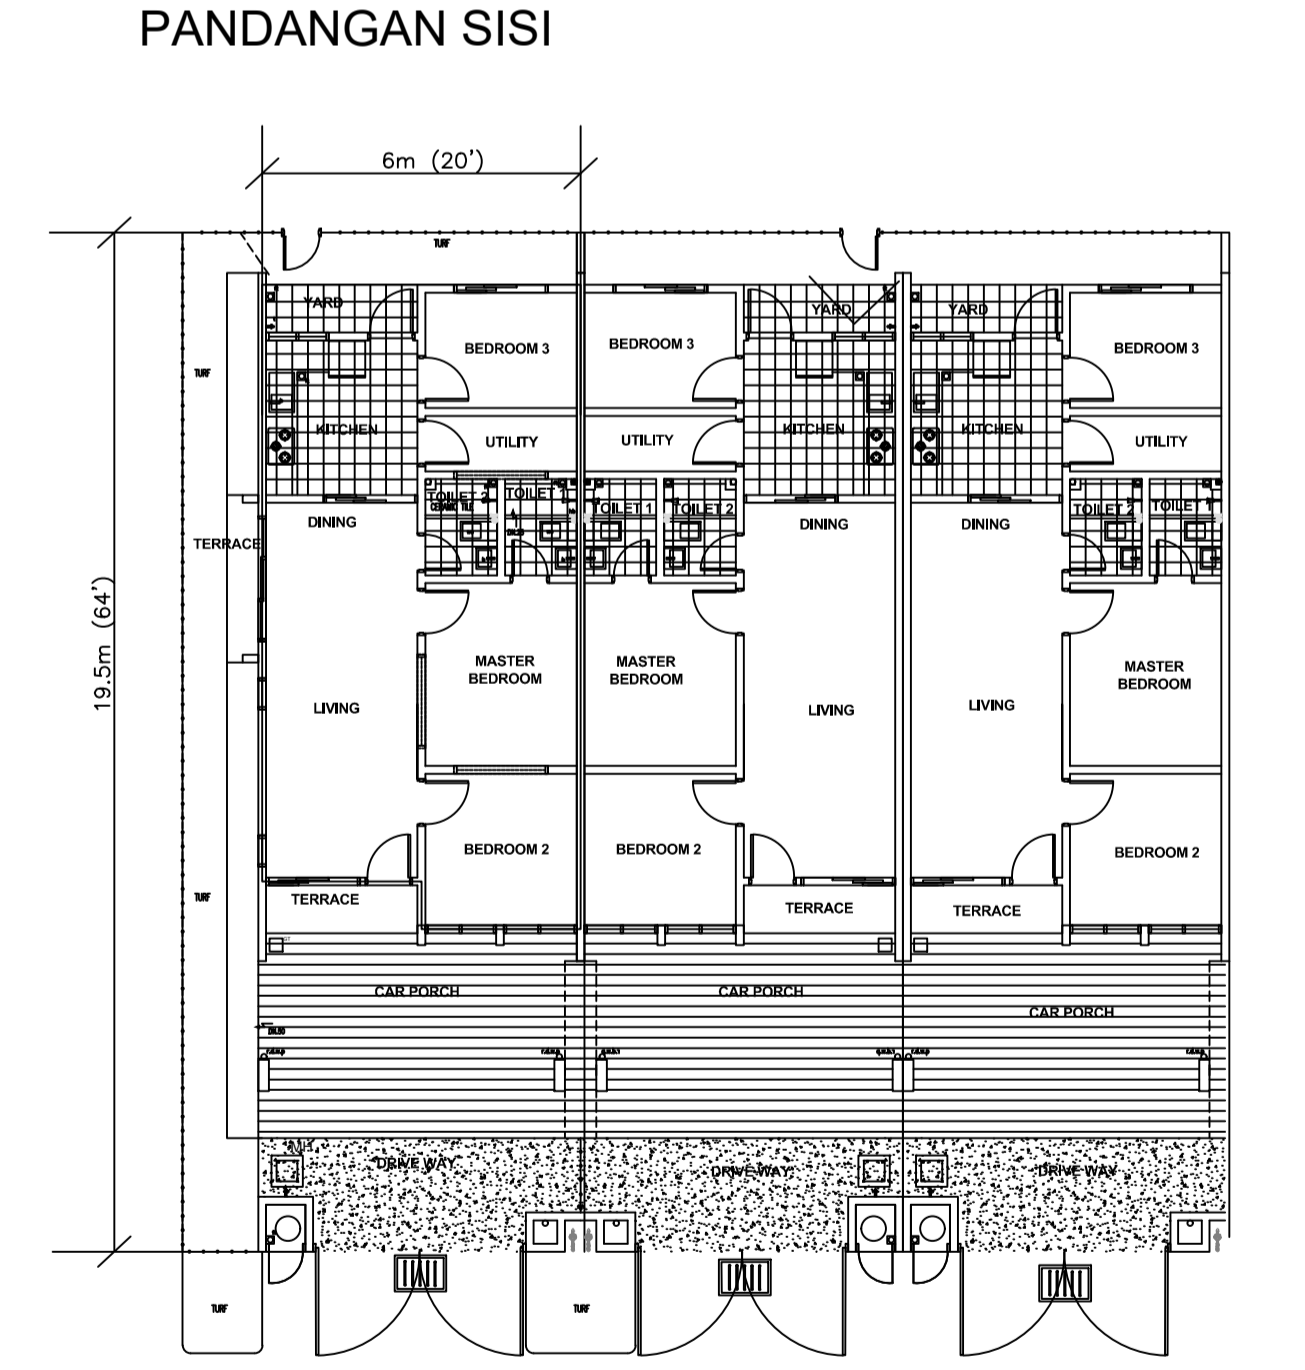 PANDANGAN SISI
6m (20')
19.5m (64')
TURF
YARD
YARD
YARD
BEDROOM 3
BEDROOM 3
BEDROOM 3
TURF
KITCHEN
UTILITY
UTILITY
KITCHEN
KITCHEN
UTILITY
TOILET 2
CERAMIC TILE
TOILET 1
TOILET 1
TOILET 2
TOILET 2
TOILET 1
DINING
DINING
DINING
TERRACE
MASTER
BEDROOM
MASTER
BEDROOM
MASTER
BEDROOM
LIVING
LIVING
LIVING
BEDROOM 2
BEDROOM 2
BEDROOM 2
TURF
TERRACE
TERRACE
TERRACE
CAR PORCH
CAR PORCH
CAR PORCH
MH
DRIVE WAY
DRIVE WAY
DRIVE WAY
TURF
TURF